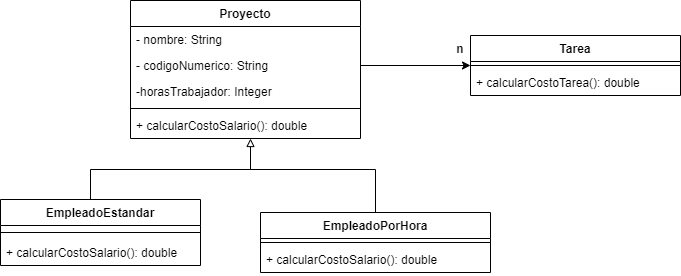 Proyecto
- nombre: String
- codigoNumerico: String
-horasTrabajador: Integer
+ calcularCostoSalario(): double
n
Tarea
+ calcularCostoTarea(): double
EmpleadoEstandar
+ calcularCostoSalario(): double
EmpleadoPorHora
+ calcularCostoSalario(): double